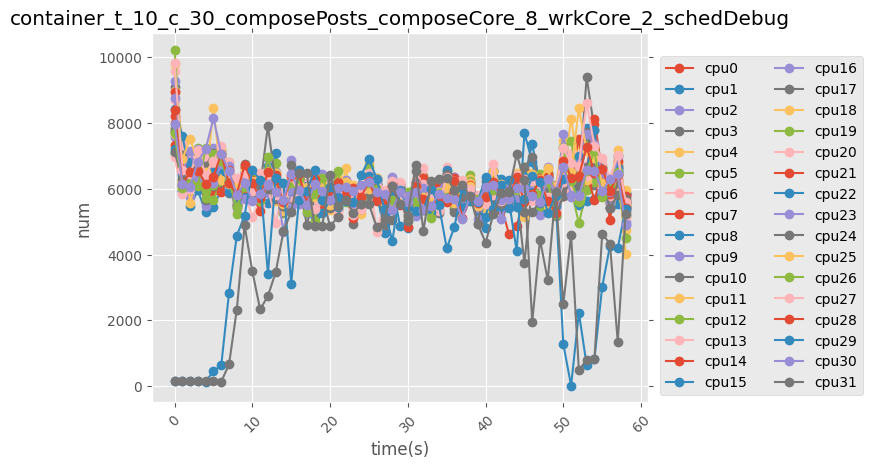 container_t_10_c_30_composePosts_composeCore_8_wrkCore_2_schedDebug
10000
8000
6000
4000
2000
0
num
0 10 20 30 40 50 60
time(s)
cpu0 cpu16
cpu1 cpu17
cpu2 cpu18
cpu3 cpu19
cpu4 cpu20
cpu5 cpu21
cpu6 cpu22
cpu7 cpu23
cpu8 cpu24
cpu9 cpu25
cpu10 cpu26
cpu11 cpu27
cpu12 cpu28
cpu13 cpu29
cpu14 cpu30
cpu15 cpu31